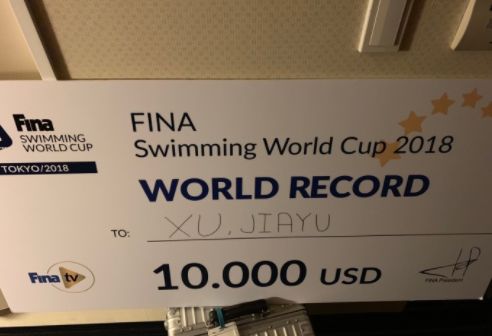 Fina
SWIMMING
WORLD CUP
TOKYO/2018
FINA
Swimming World Cup 2018
WORLD RECORD
TO: XU, JIAYU
10.000 USD
Fina tv
FINA President